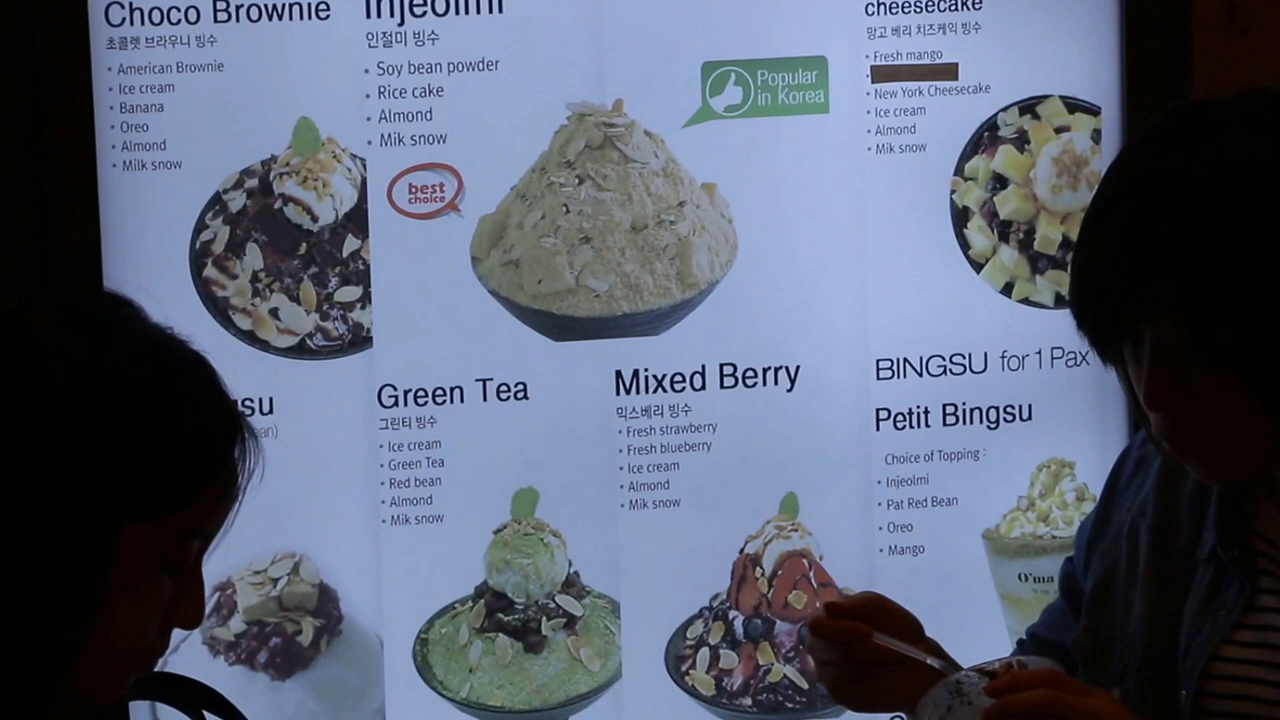 Choco Brownie
초콜렛 브라우니 빙수
• American Brownie
• Ice cream
• Banana
• Oreo
• Almond
• Milk snow
Injeolmi
인절미 빙수
• Soy bean powder
• Rice cake
• Almond
• Mik snow
best
choice
Popular
in Korea
cheesecake
망고 베리 치즈케익 빙수
• Fresh mango
• New York Cheesecake
• Ice cream
• Almond
• Mik snow
Green Tea
그린티 빙수
• Ice cream
• Green Tea
• Red bean
• Almond
• Mik snow
Mixed Berry
믹스베리 빙수
• Fresh strawberry
• Fresh blueberry
• Ice cream
• Almond
• Mik snow
BINGSU for 1 Pax
Petit Bingsu
Choice of Topping :
• Injeolmi
• Pat Red Bean
• Oreo
• Mango
O'ma